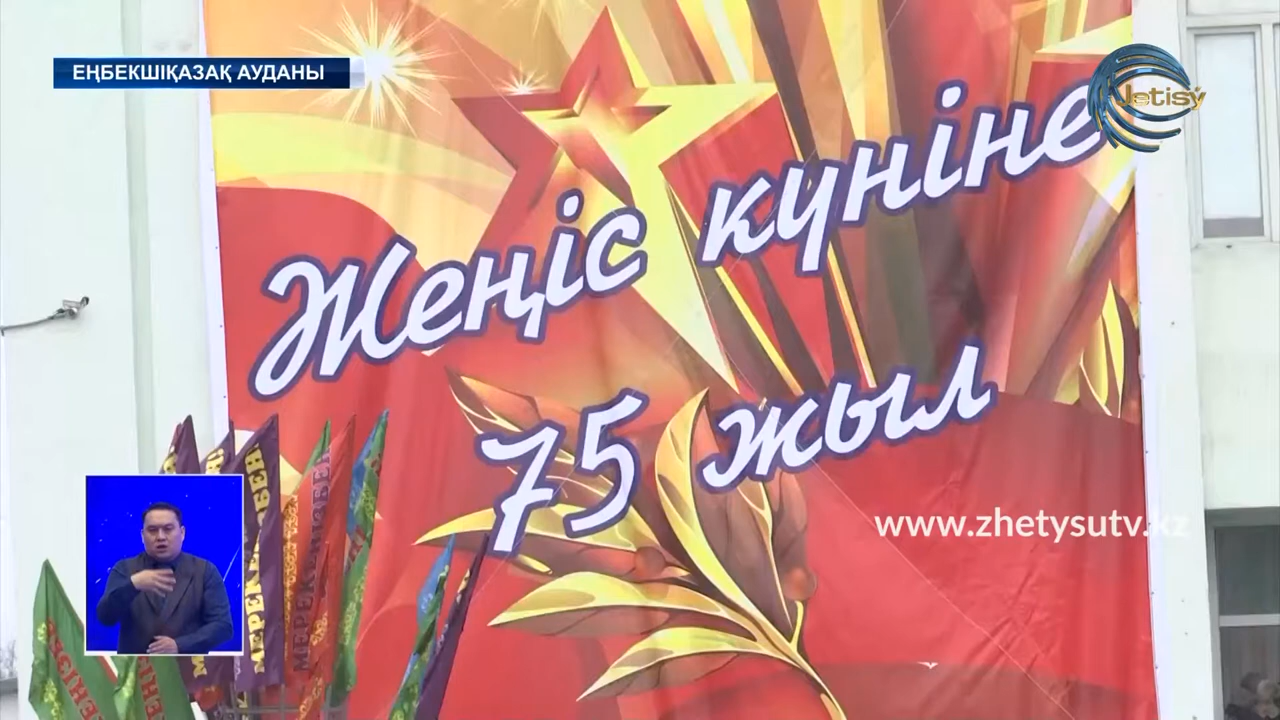 ЕҢБЕКШІҚАЗАҚ АУДАНЫ
Jetisý
Жеңіс күніне
75 жыл
www.zhetysutv.kz